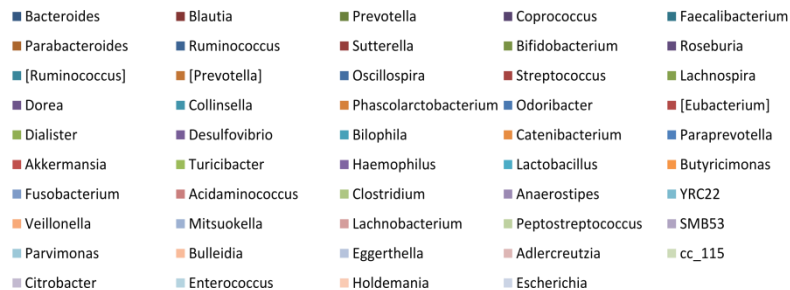 Bacteroides Blautia Prevotella Coprococcus Faecalibacterium
Parabacteroides Ruminococcus Sutterella Bifidobacterium Roseburia
[Ruminococcus] [Prevotella] Oscillospira Streptococcus Lachnospira
Dorea Collinsella Phascolarctobacterium Odoribacter [Eubacterium]
Dialister Desulfovibrio Bilophila Catenibacterium Paraprevotella
Akkermansia Turicibacter Haemophilus Lactobacillus Butyricimonas
Fusobacterium Acidaminococcus Clostridium Anaerostipes YRC22
Veillonella Mitsuokella Lachnobacterium Peptostreptococcus SMB53
Parvimonas Bulleidia Eggerthella Adlercreutzia cc_115
Citrobacter Enterococcus Holdemania Escherichia